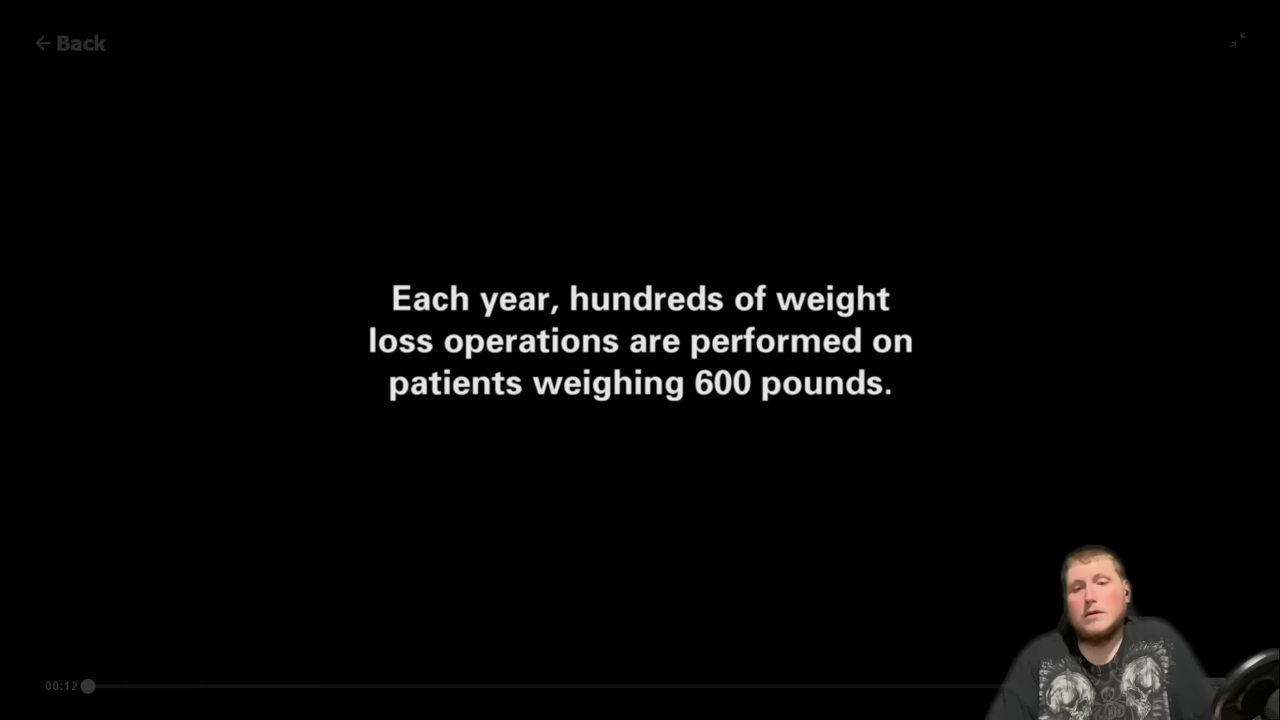 ← Back
Each year, hundreds of weight
loss operations are performed on
patients weighing 600 pounds.
00:12